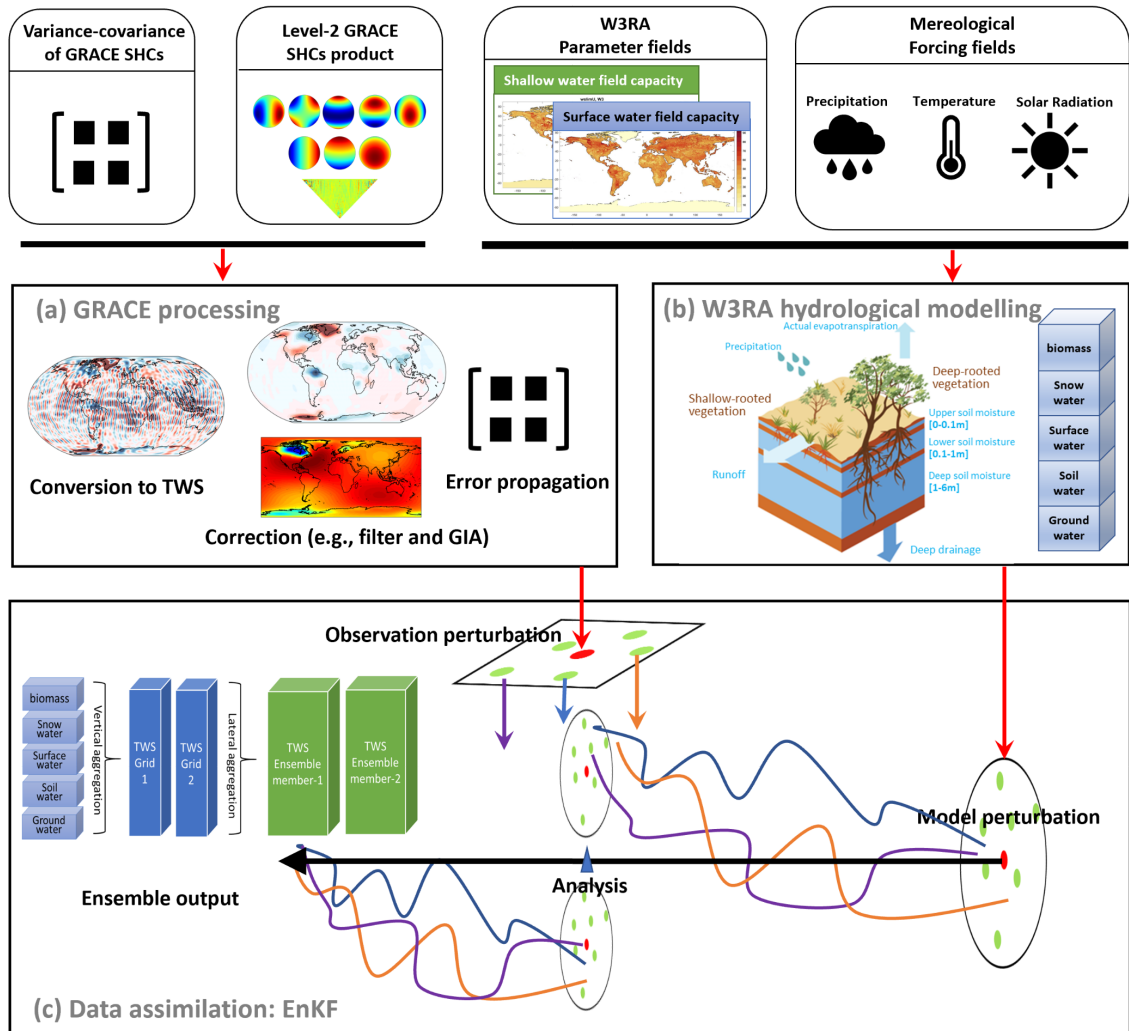 Variance-covariance
of GRACE SHCs
Level-2 GRACE
SHCs product
W3RA
Parameter fields
Shallow water field capacity
Surface water field capacity
Mereological
Forcing fields
Precipitation
Temperature
Solar Radiation
(a) GRACE processing
Conversion to TWS
Correction (e.g., filter and GIA)
Error propagation
(b) W3RA hydrological modelling
Actual evapotranspiration
Precipitation
Deep-rooted
vegetation
Shallow-rooted
vegetation
Upper soil moisture
[0-0.1m]
Lower soil moisture
[0.1-1m]
Runoff
Deep soil moisture
[1-6m]
Deep drainage
biomass
Snow
water
Surface
water
Soil
water
Ground
water
Observation perturbation
biomass
Snow
water
Surface
water
Soil
water
Ground
water
Vertical aggregation
TWS
Grid
1
TWS
Grid
2
Lateral aggregation
TWS
Ensemble
member-1
TWS
Ensemble
member-2
Model perturbation
Analysis
Ensemble output
(c) Data assimilation: EnKF